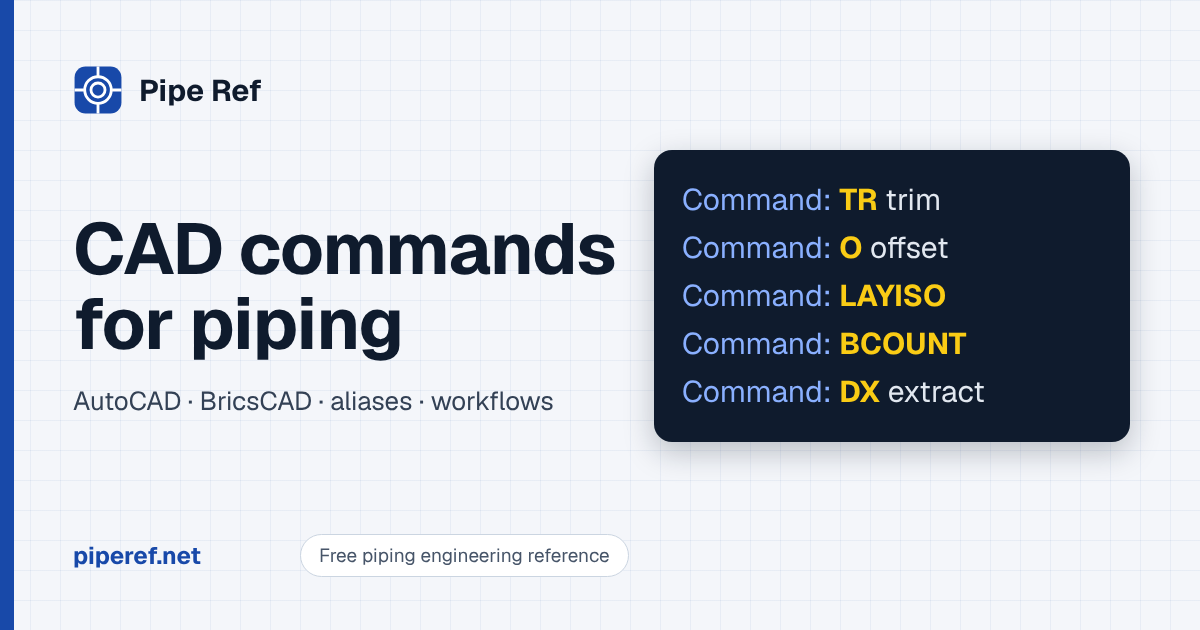 Pipe Ref
CAD commands
for piping
AutoCAD · BricsCAD · aliases · workflows
Command: TR trim
Command: O offset
Command: LAYISO
Command: BCOUNT
Command: DX extract
piperef.net
Free piping engineering reference